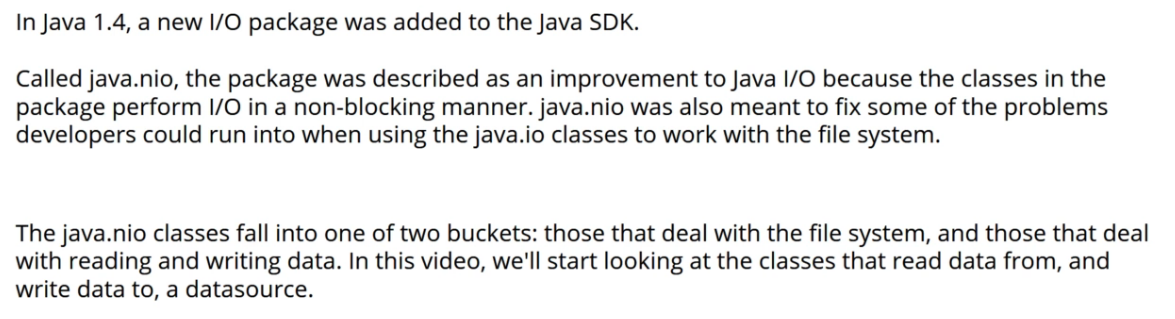 In Java 1.4, a new I/O package was added to the Java SDK.
Called java.nio, the package was described as an improvement to Java I/O because the classes in the
package perform I/O in a non-blocking manner. java.nio was also meant to fix some of the problems
developers could run into when using the java.io classes to work with the file system.
The java.nio classes fall into one of two buckets: those that deal with the file system, and those that deal
with reading and writing data. In this video, we'll start looking at the classes that read data from, and
write data to, a datasource.